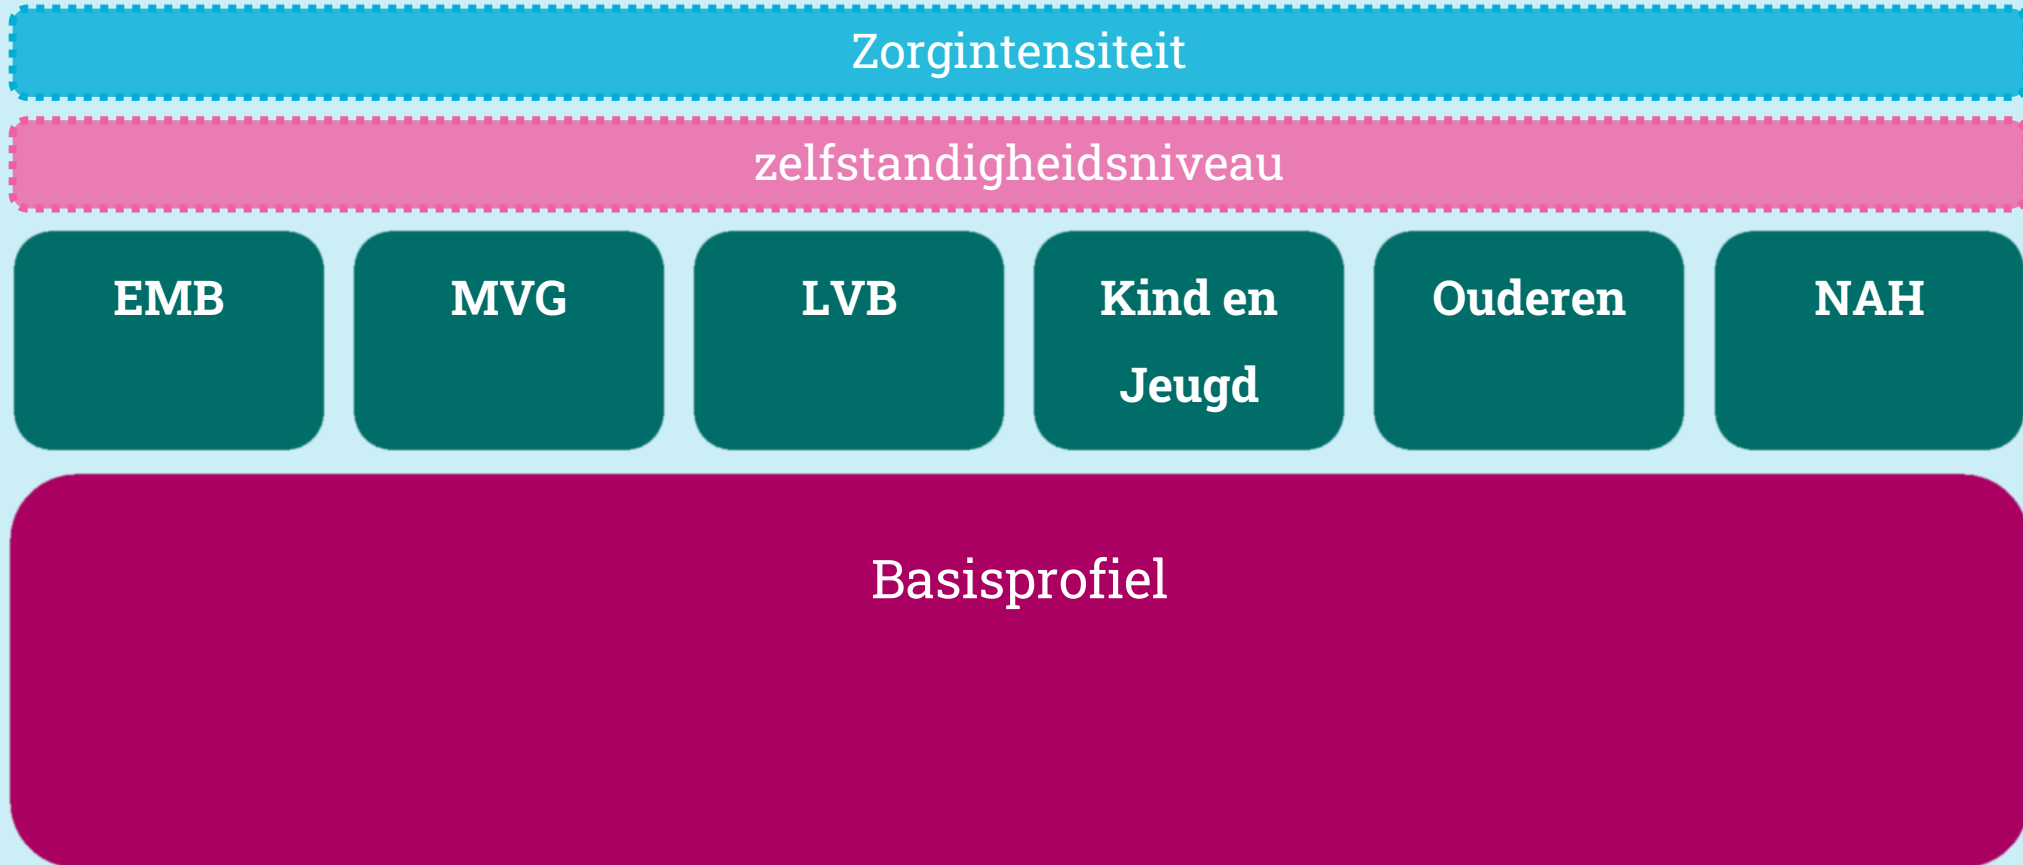 Zorgintensiteit
zelfstandigheidsniveau
EMB
MVG
LVB
Kind en
Jeugd
Ouderen
NAH
Basisprofiel